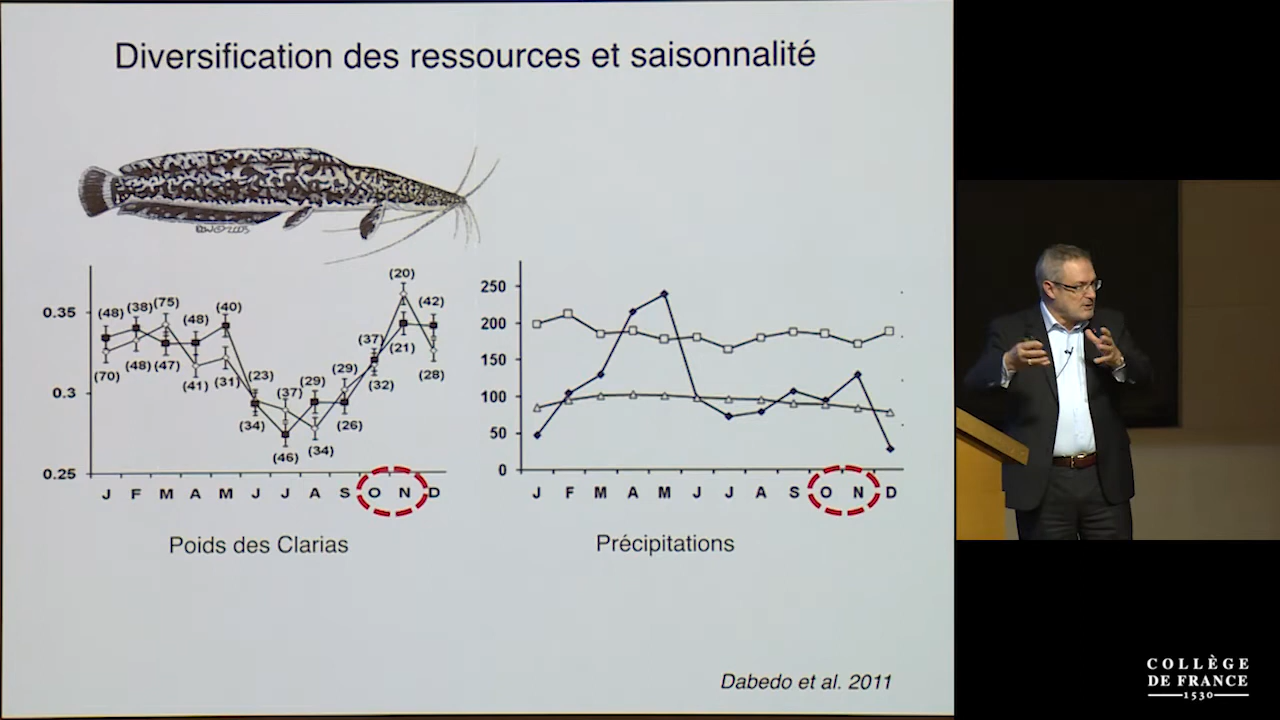 Diversification des ressources et saisonnalité
(20)
(48) (38) (75) (48) (40) (42)
0.35
(37)
(21)
(70) (48) (47) (41) (31) (23) (37) (29) (29) (32) (28)
0.3
(34) (46) (34) (26)
0.25
J F M A M J J A S O N D
Poids des Clarias
250
200
150
100
50
0
J F M A M J J A S O N D
Précipitations
Dabedo et al. 2011
COLLÈGE
DE FRANCE
1530